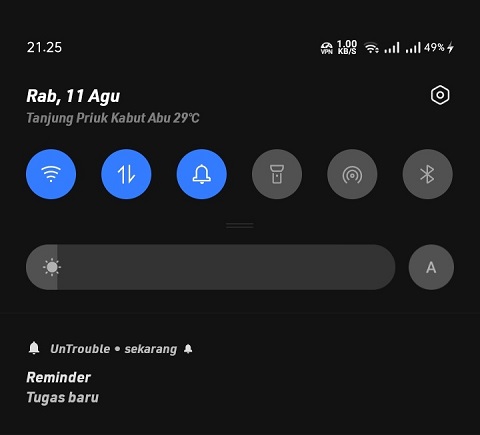 21.25 VPN 1.00 KB/S 49%
Rab, 11 Agu
Tanjung Priuk Kabut Abu 29°C
A
UnTrouble • sekarang
Reminder
Tugas baru